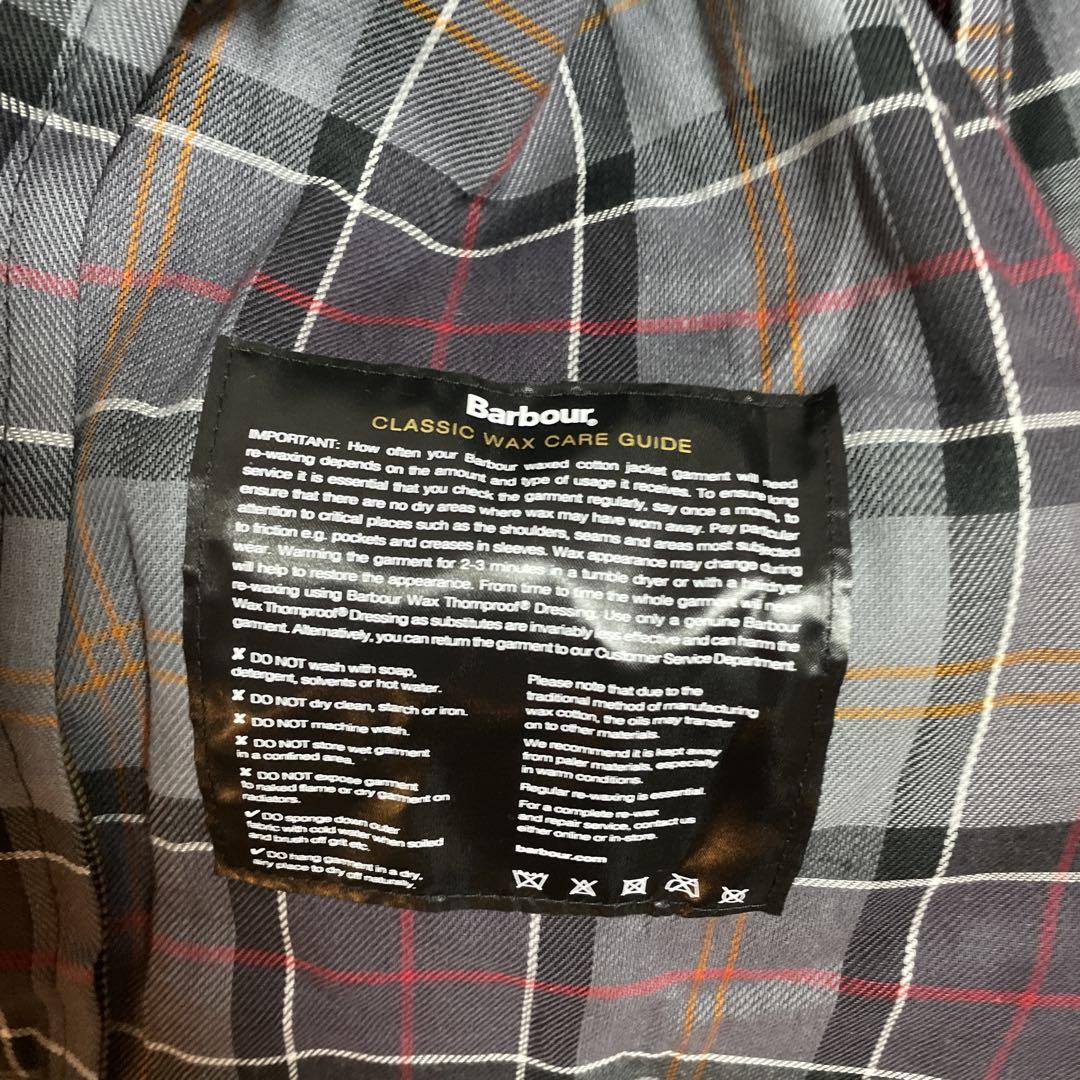 Barbour.
CLASSIC WAX CARE GUIDE
IMPORTANT: How often your Barbour waxed cotton jacket garment will need
re-waxing depends on the amount and type of usage it receives. To ensure long
service it is essential that you check the garment regularly, say once a month, to
ensure that there are no dry areas where wax may have worn away. Pay particular
attention to critical places such as the shoulders, seams and areas most subjected
to friction e.g. pockets and creases in sleeves. Wax appearance may change during
wear. Warming the garment for 2-3 minutes in a tumble dryer or with a hairdryer
will help to restore the appearance. From time to time the whole garment will need
re-waxing using Barbour Wax Thornproof® Dressing. Use only a genuine Barbour
Wax Thornproof® Dressing as substitutes are invariably less effective and can harm the
garment. Alternatively, you can return the garment to our Customer Service Department.
✗ DO NOT wash with soap,
detergent, solvents or hot water.
✗ DO NOT dry clean, starch or iron.
✗ DO NOT machine wash.
✗ DO NOT store wet garment
in a confined area.
✗ DO NOT expose garment
to naked flame or dry garment on
radiators.
✓ DO sponge down outer
fabric with cold water when soiled
and brush off grit etc.
✓ DO hang garment in a dry,
airy place to dry off naturally.
Please note that due to the
traditional method of manufacturing
wax cotton, the oils may transfer
on to other materials.
We recommend it is kept away
from paler materials, especially
in warm conditions.
Regular re-waxing is essential.
For a complete re-wax
and repair service, contact us
either online or in-store.
barbour.com